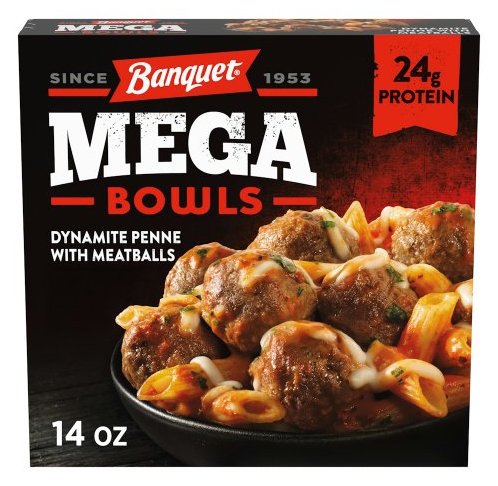 SINCE Banquet® 1953
MEGA
BOWLS
DYNAMITE PENNE
WITH MEATBALLS
24g
PROTEIN
14 oz